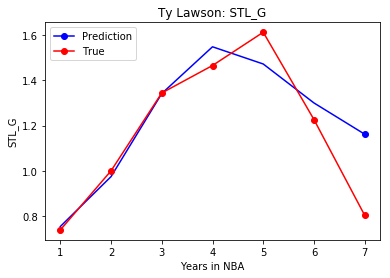 Ty Lawson: STL_G
Prediction
True
1.6
1.4
1.2
1.0
0.8
STL_G
1 2 3 4 5 6 7
Years in NBA